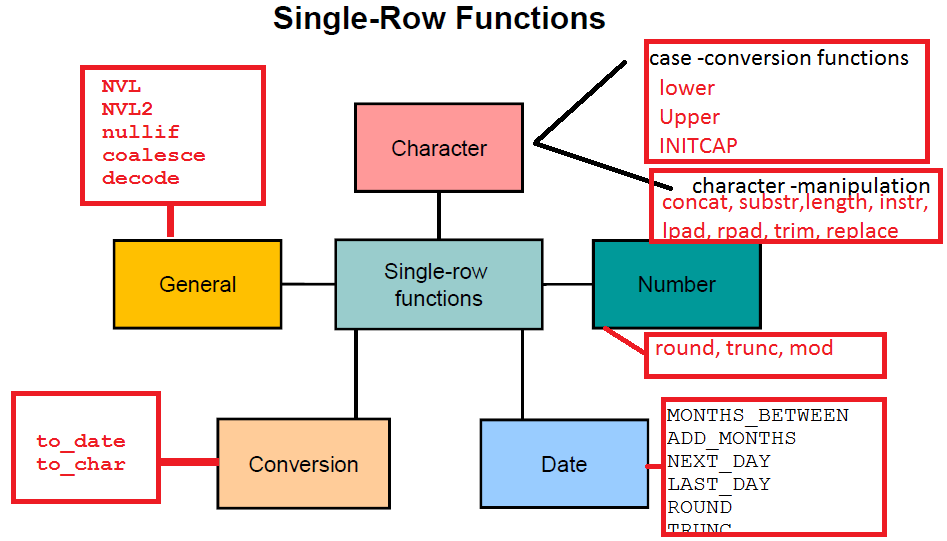 Single-Row Functions
NVL
NVL2
nullif
coalesce
decode
case -conversion functions
lower
Upper
INITCAP
Character
character -manipulation
concat, substr,length, instr,
lpad, rpad, trim, replace
General
Single-row
functions
Number
round, trunc, mod
to_date
to_char
Conversion
Date
MONTHS_BETWEEN
ADD_MONTHS
NEXT_DAY
LAST_DAY
ROUND
TRUNC